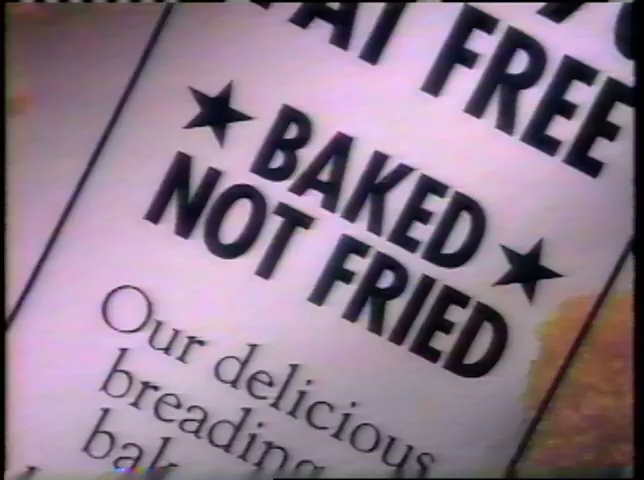 FAT FREE
★ BAKED ★
NOT FRIED
Our delicious
breading